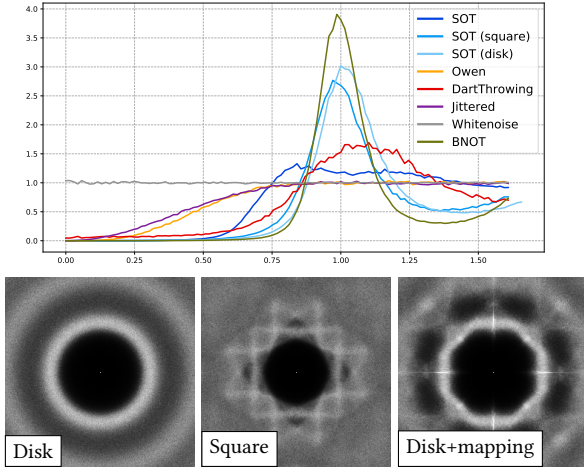 4.0
3.5
3.0
2.5
2.0
1.5
1.0
0.5
0.0
0.00 0.25 0.50 0.75 1.00 1.25 1.50
SOT
SOT (square)
SOT (disk)
Owen
DartThrowing
Jittered
Whitenoise
BNOT
Disk Square Disk+mapping